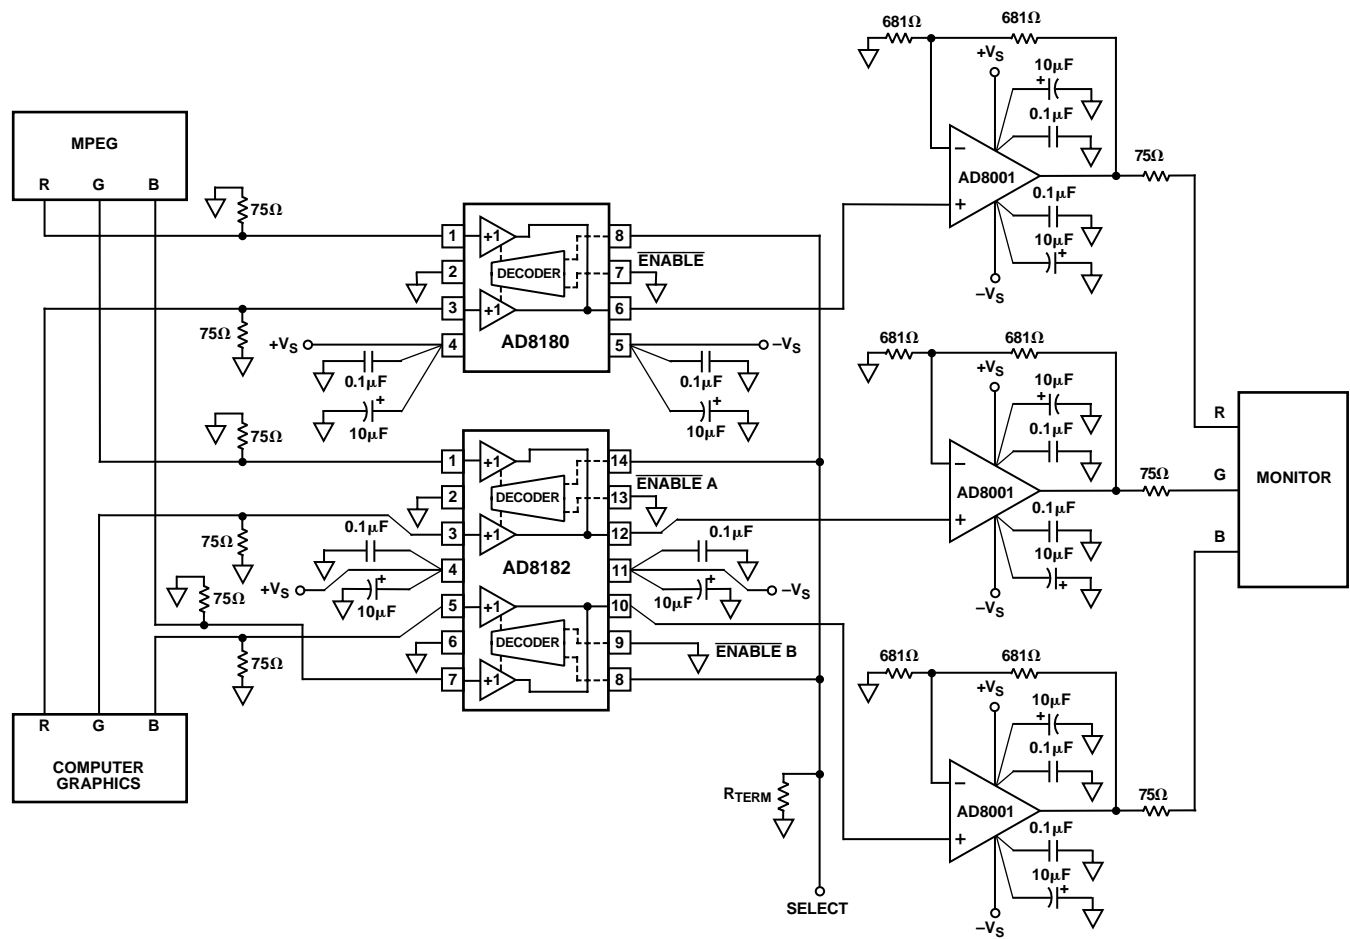 MPEG
R G B
75Ω
75Ω
75Ω
75Ω
75Ω
75Ω
COMPUTER
GRAPHICS
R G B
1 +1 8
2 DECODER 7
3 +1 6
4 AD8180 5
ENABLE
+VS
0.1µF
10µF
−VS
0.1µF
10µF
1 +1 14
2 DECODER 13
3 +1 12
4 AD8182 11
5 +1 10
6 DECODER 9
7 +1 8
ENABLE A
ENABLE B
0.1µF
+VS
10µF
0.1µF
−VS
10µF
RTERM
SELECT
681Ω 681Ω
+VS
10µF
0.1µF
−
AD8001
+
75Ω
0.1µF
10µF
−VS
681Ω 681Ω
+VS
10µF
0.1µF
−
AD8001
+
75Ω
0.1µF
10µF
−VS
681Ω 681Ω
+VS
10µF
0.1µF
−
AD8001
+
75Ω
0.1µF
10µF
−VS
R
G
B
MONITOR